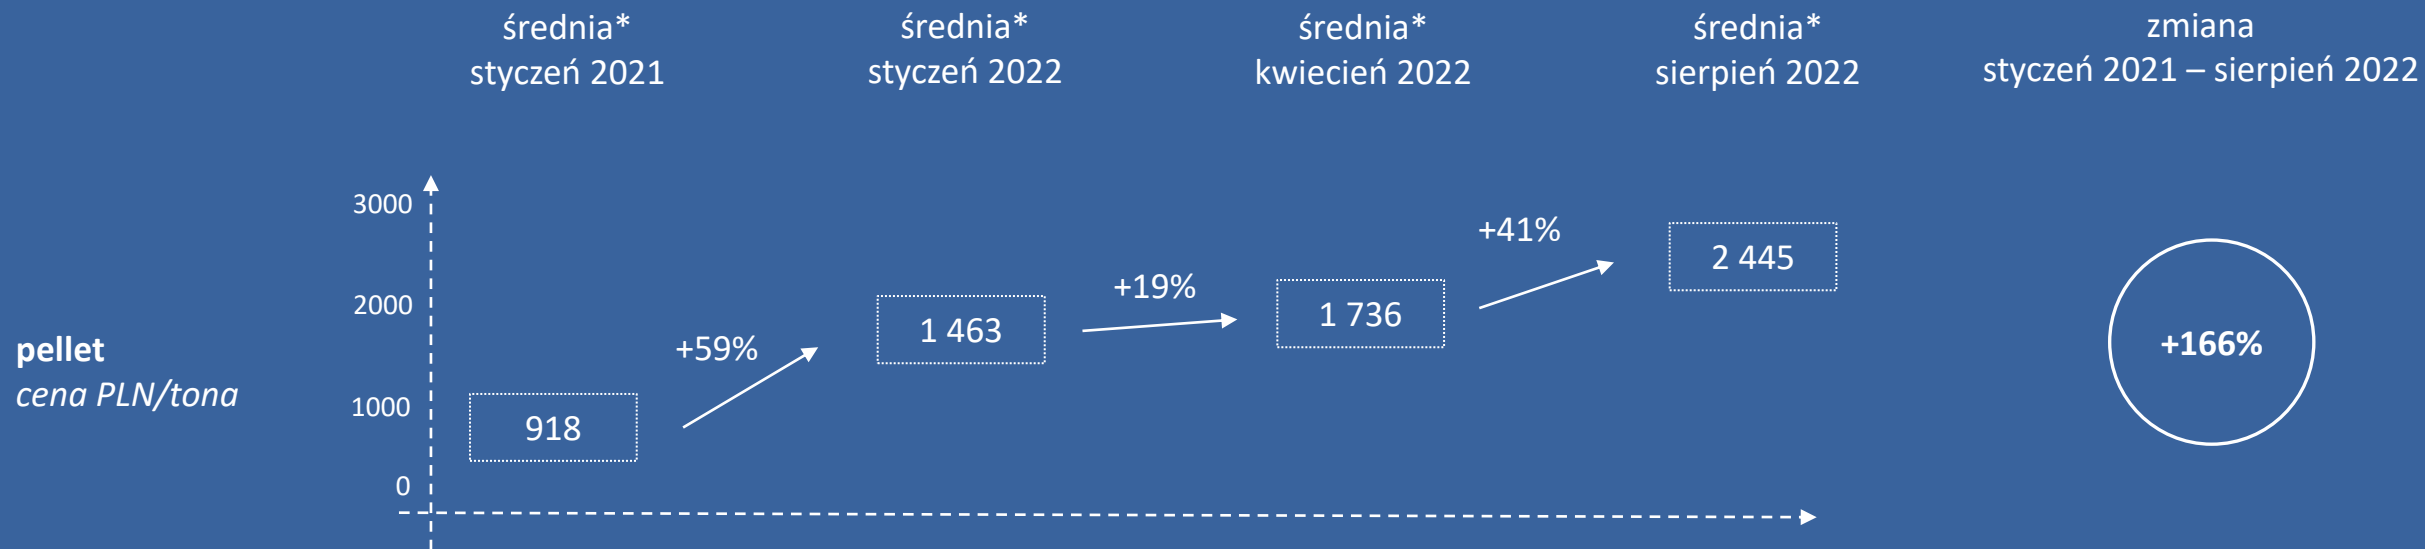 średnia*
styczeń 2021
średnia*
styczeń 2022
średnia*
kwiecień 2022
średnia*
sierpień 2022
zmiana
styczeń 2021 – sierpień 2022
pellet
cena PLN/tona
3000
2000
1000
0
918
+59%
1 463
+19%
1 736
+41%
2 445
+166%